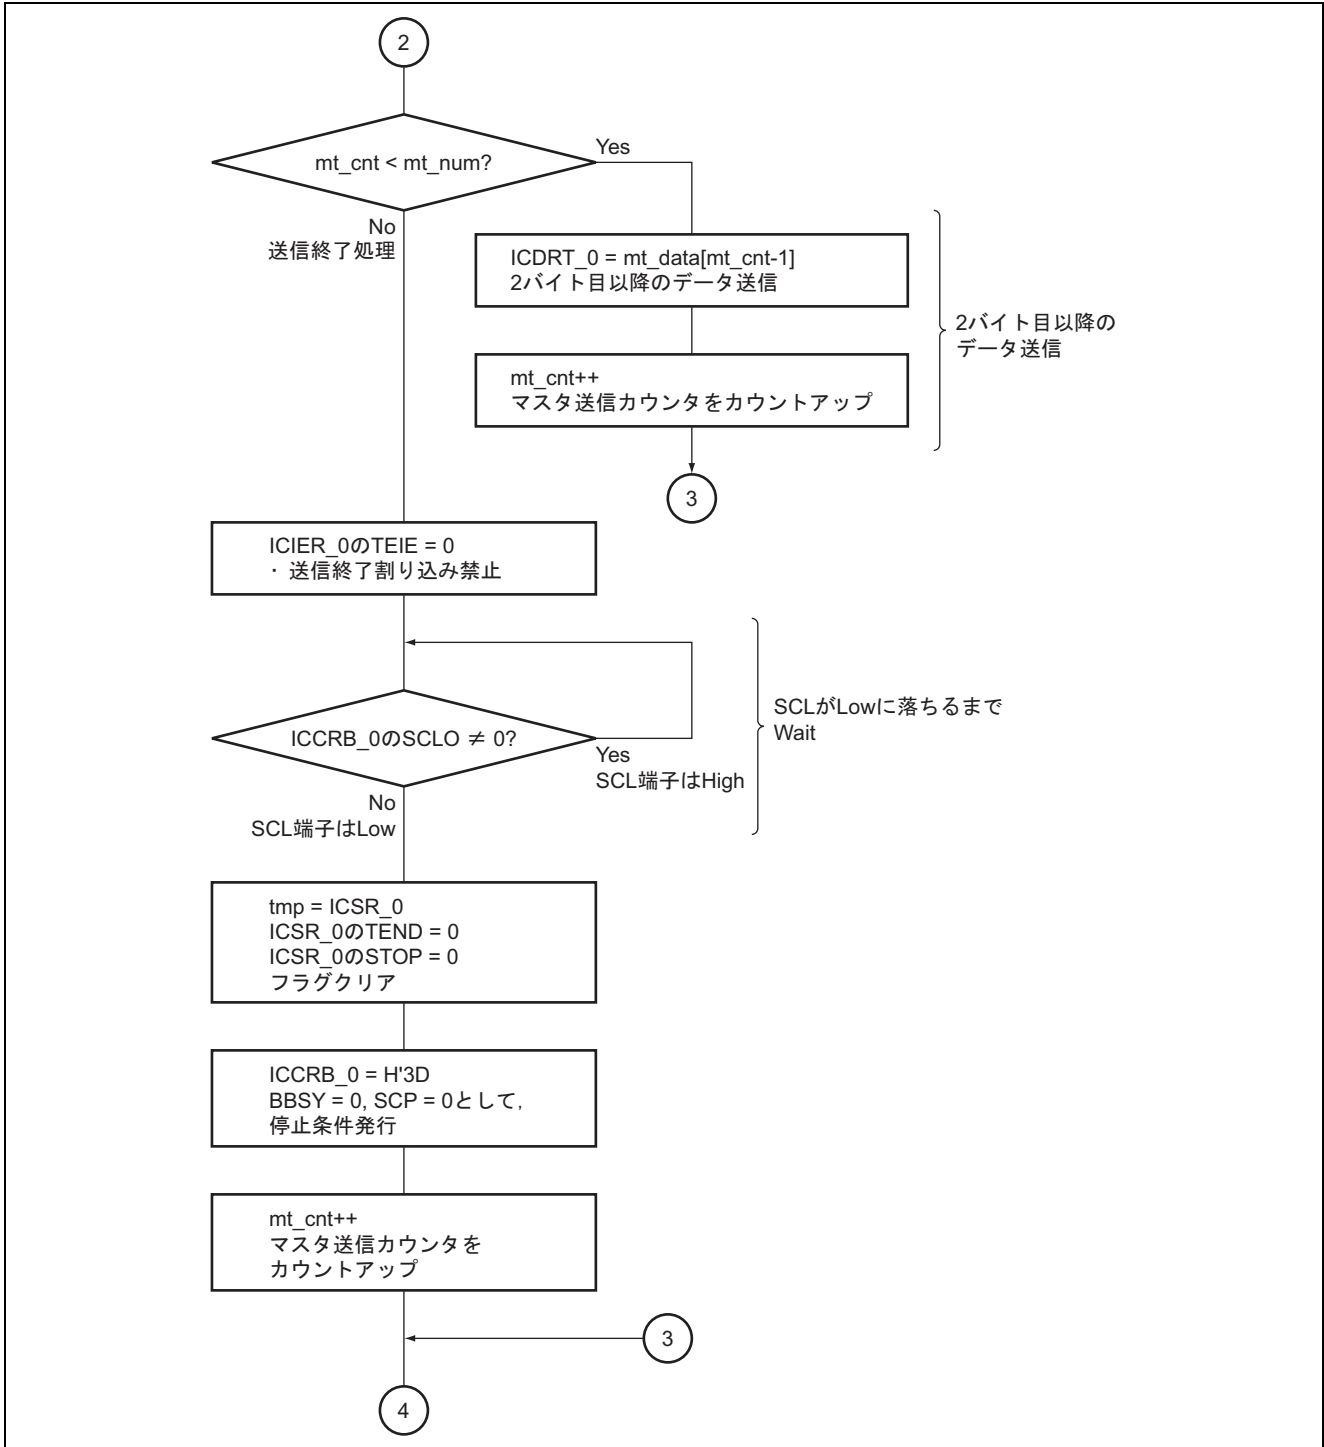 2
mt_cnt < mt_num?
Yes
No
送信終了処理
ICDRT_0 = mt_data[mt_cnt-1]
2バイト目以降のデータ送信
2バイト目以降の
データ送信
mt_cnt++
マスタ送信カウンタをカウントアップ
3
ICIER_0のTEIE = 0
・送信終了割り込み禁止
ICCRB_0のSCLO ≠ 0?
Yes
SCL端子はHigh
SCLがLowに落ちるまで
Wait
No
SCL端子はLow
tmp = ICSR_0
ICSR_0のTEND = 0
ICSR_0のSTOP = 0
フラグクリア
ICCRB_0 = H'3D
BBSY = 0, SCP = 0として,
停止条件発行
mt_cnt++
マスタ送信カウンタを
カウントアップ
3
4